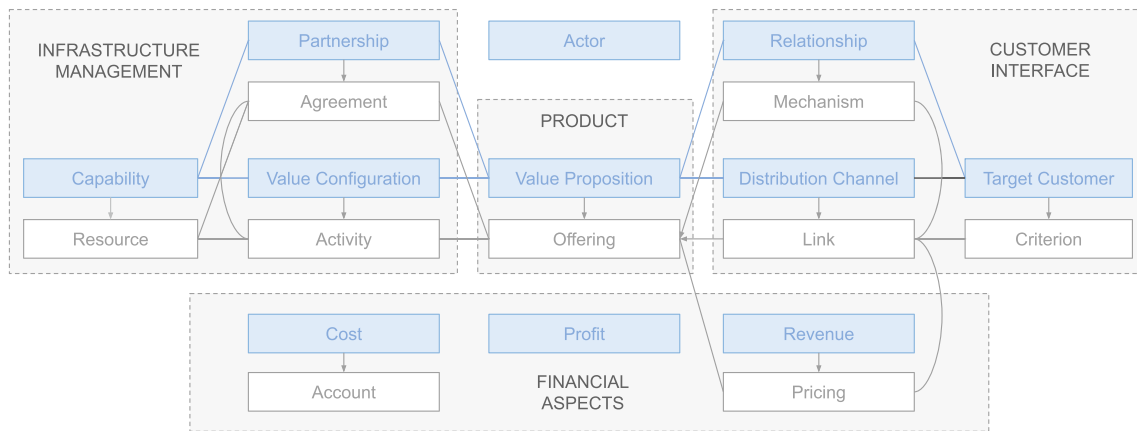 INFRASTRUCTURE
MANAGEMENT
Partnership
Agreement
Capability
Resource
Value Configuration
Activity
Actor
PRODUCT
Value Proposition
Offering
Relationship
Mechanism
CUSTOMER
INTERFACE
Distribution Channel
Link
Target Customer
Criterion
Cost
Account
Profit
FINANCIAL
ASPECTS
Revenue
Pricing